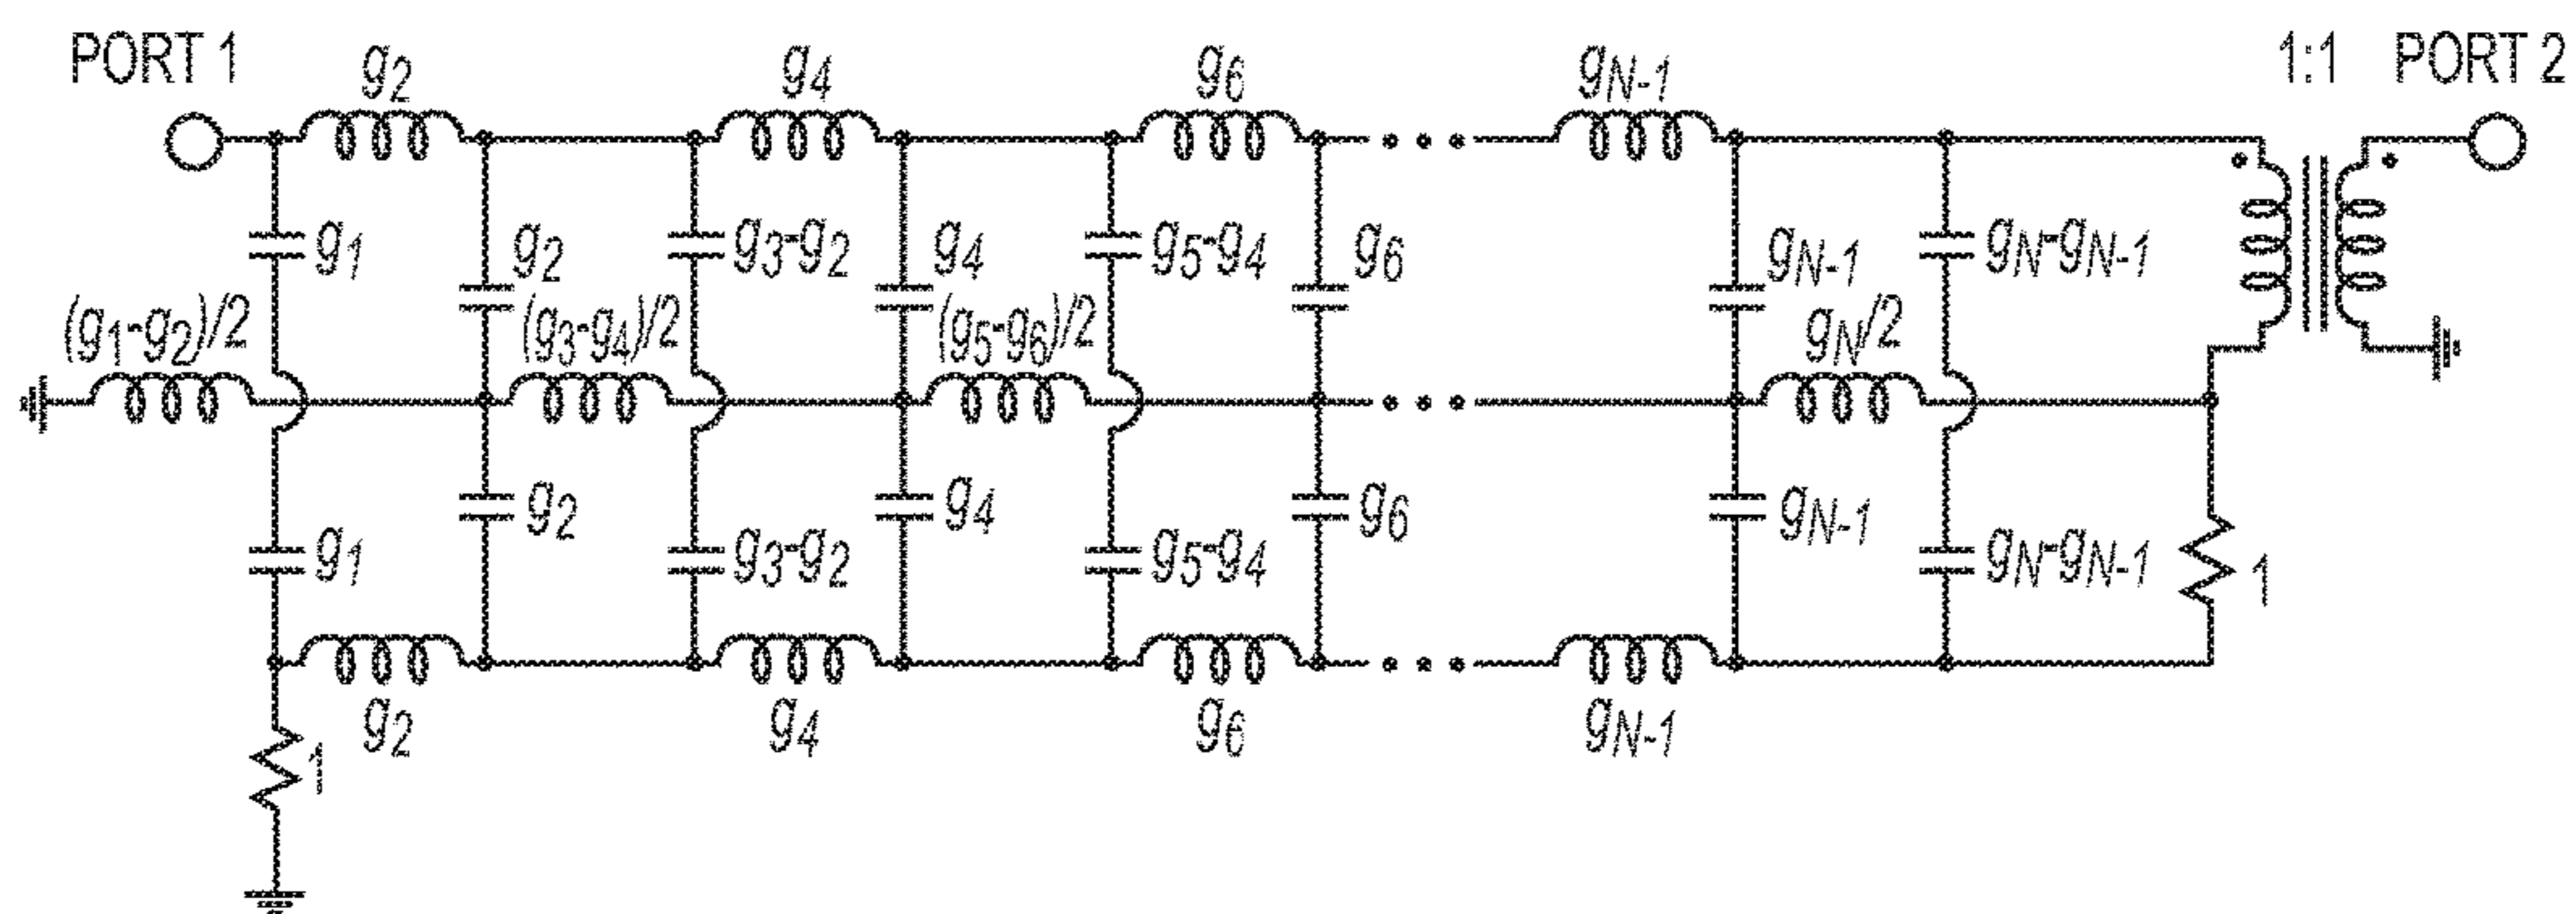 PORT 1 g2 g4 g6 gN-1 1:1 PORT 2
g1 g2 g3-g2 g4 g5-g4 g6 gN-1 gN-gN-1
(g1-g2)/2 (g3-g4)/2 (g5-g6)/2 gN/2
g1 g2 g3-g2 g4 g5-g4 g6 gN-1 gN-gN-1 1
1 g2 g4 g6 gN-1